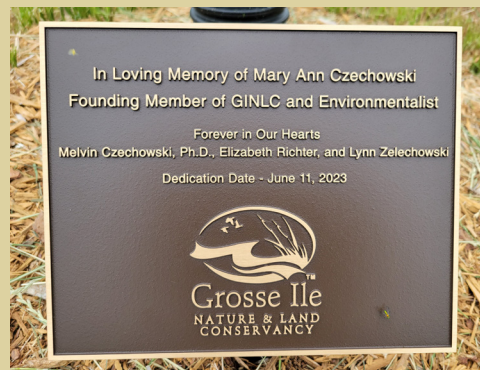 In Loving Memory of Mary Ann Czechowski
Founding Member of GINLC and Environmentalist
Forever in Our Hearts
Melvin Czechowski, Ph.D., Elizabeth Richter, and Lynn Zelechowski
Dedication Date - June 11, 2023
Grosse Ile
NATURE & LAND
CONSERVANCY
TM